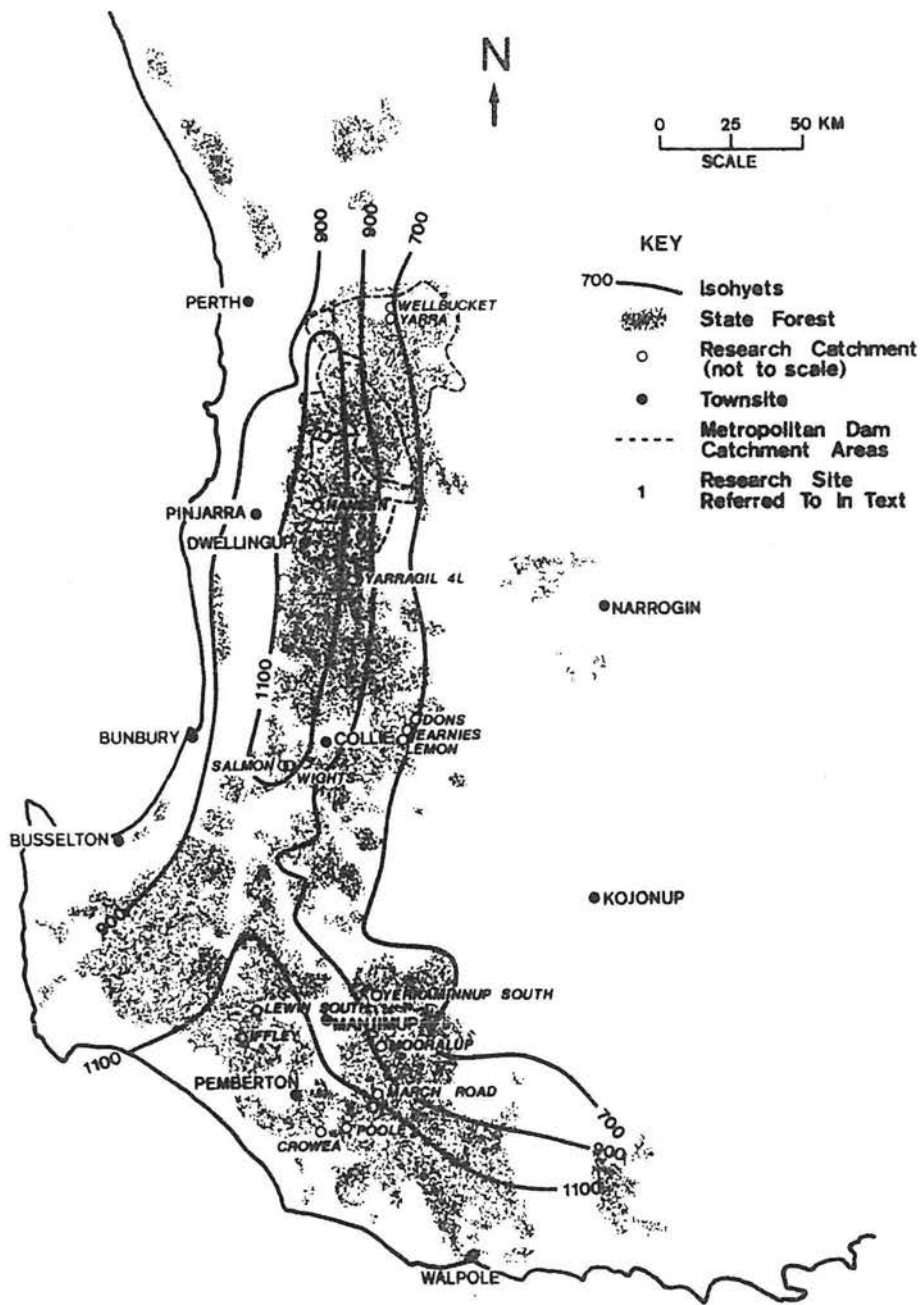 N
0 25 50 KM
SCALE
900
900
700
KEY
700 Isohyets
State Forest
Research Catchment
(not to scale)
Townsite
Metropolitan Dam
Catchment Areas
1 Research Site
Referred To In Text
PERTH
WELLBUCKET
YARRA
PINJARRA
DWELLINGUP
YARRAGIL 4L
NARROGIN
1100
BUNBURY
COLLIE
DONS
ERNIES
LEMON
SALMON
WIGHTS
BUSSELTON
KOJONUP
900
YERRAMINNUP SOUTH
LEWIN SOUTH
MANJIMUP
IFFLEY
MOORALUP
1100
PEMBERTON
MARCH ROAD
POOLE
CROWEA
700
900
1100
WALPOLE